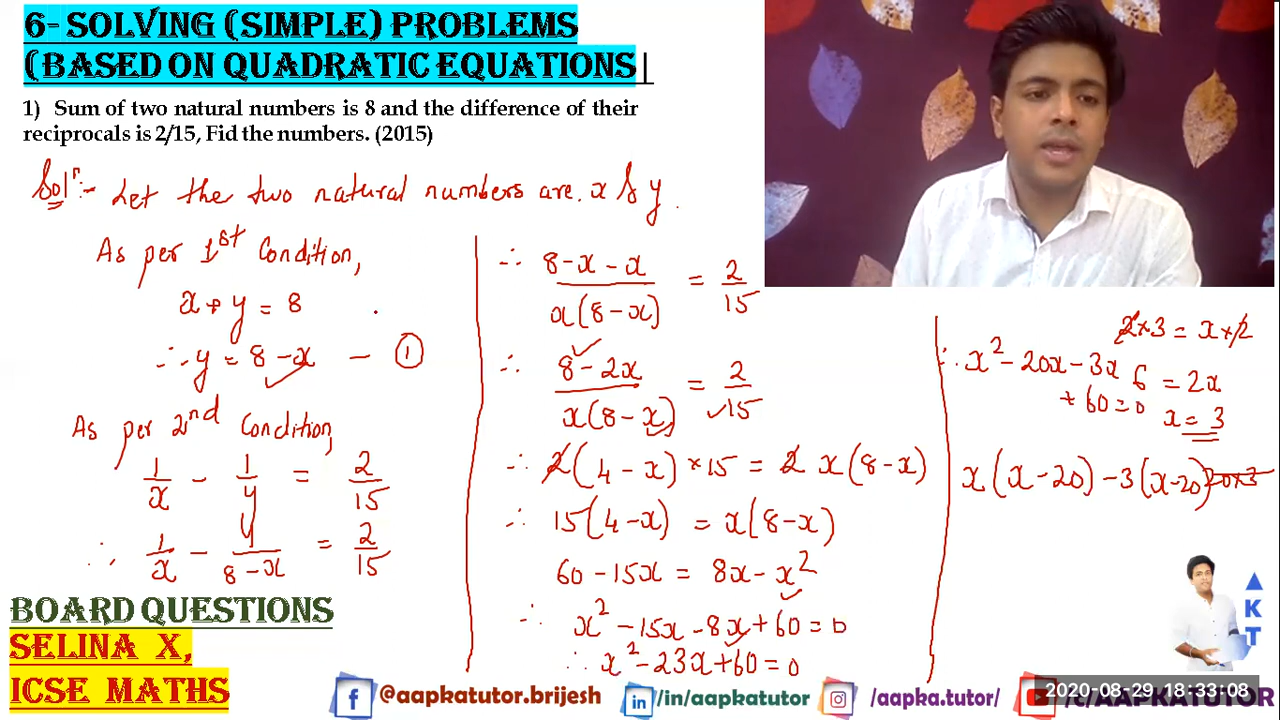 6- SOLVING (SIMPLE) PROBLEMS
(BASED ON QUADRATIC EQUATIONS
1) Sum of two natural numbers is 8 and the difference of their
reciprocals is 2/15, Fid the numbers. (2015)
Solⁿ:- Let the two natural numbers are. x & y.
As per 1st Condition,
x + y = 8
∴ y = 8 - x — ①
As per 2nd Condition,
1/x - 1/y = 2/15
∴ 1/x - 1/(8-x) = 2/15
∴ (8-x-x)/(x(8-x)) = 2/15
∴ (8-2x)/(x(8-x)) = 2/15
∴ 2(4-x)×15 = 2 x(8-x)
∴ 15(4-x) = x(8-x)
60 - 15x = 8x - x²
∴ x² - 15x - 8x + 60 = 0
∴ x² - 23x + 60 = 0
2×3 = x×2
∴ x² - 20x - 3x
+ 60 = 0
6 = 2x
x = 3
x(x-20) - 3(x-20) 20×3
BOARD QUESTIONS
SELINA X,
ICSE MATHS
AKT
@aapkatutor.brijesh
/in/aapkatutor
/aapka.tutor/
/c/AAPKATUTOR
2020-08-29 18:33:08